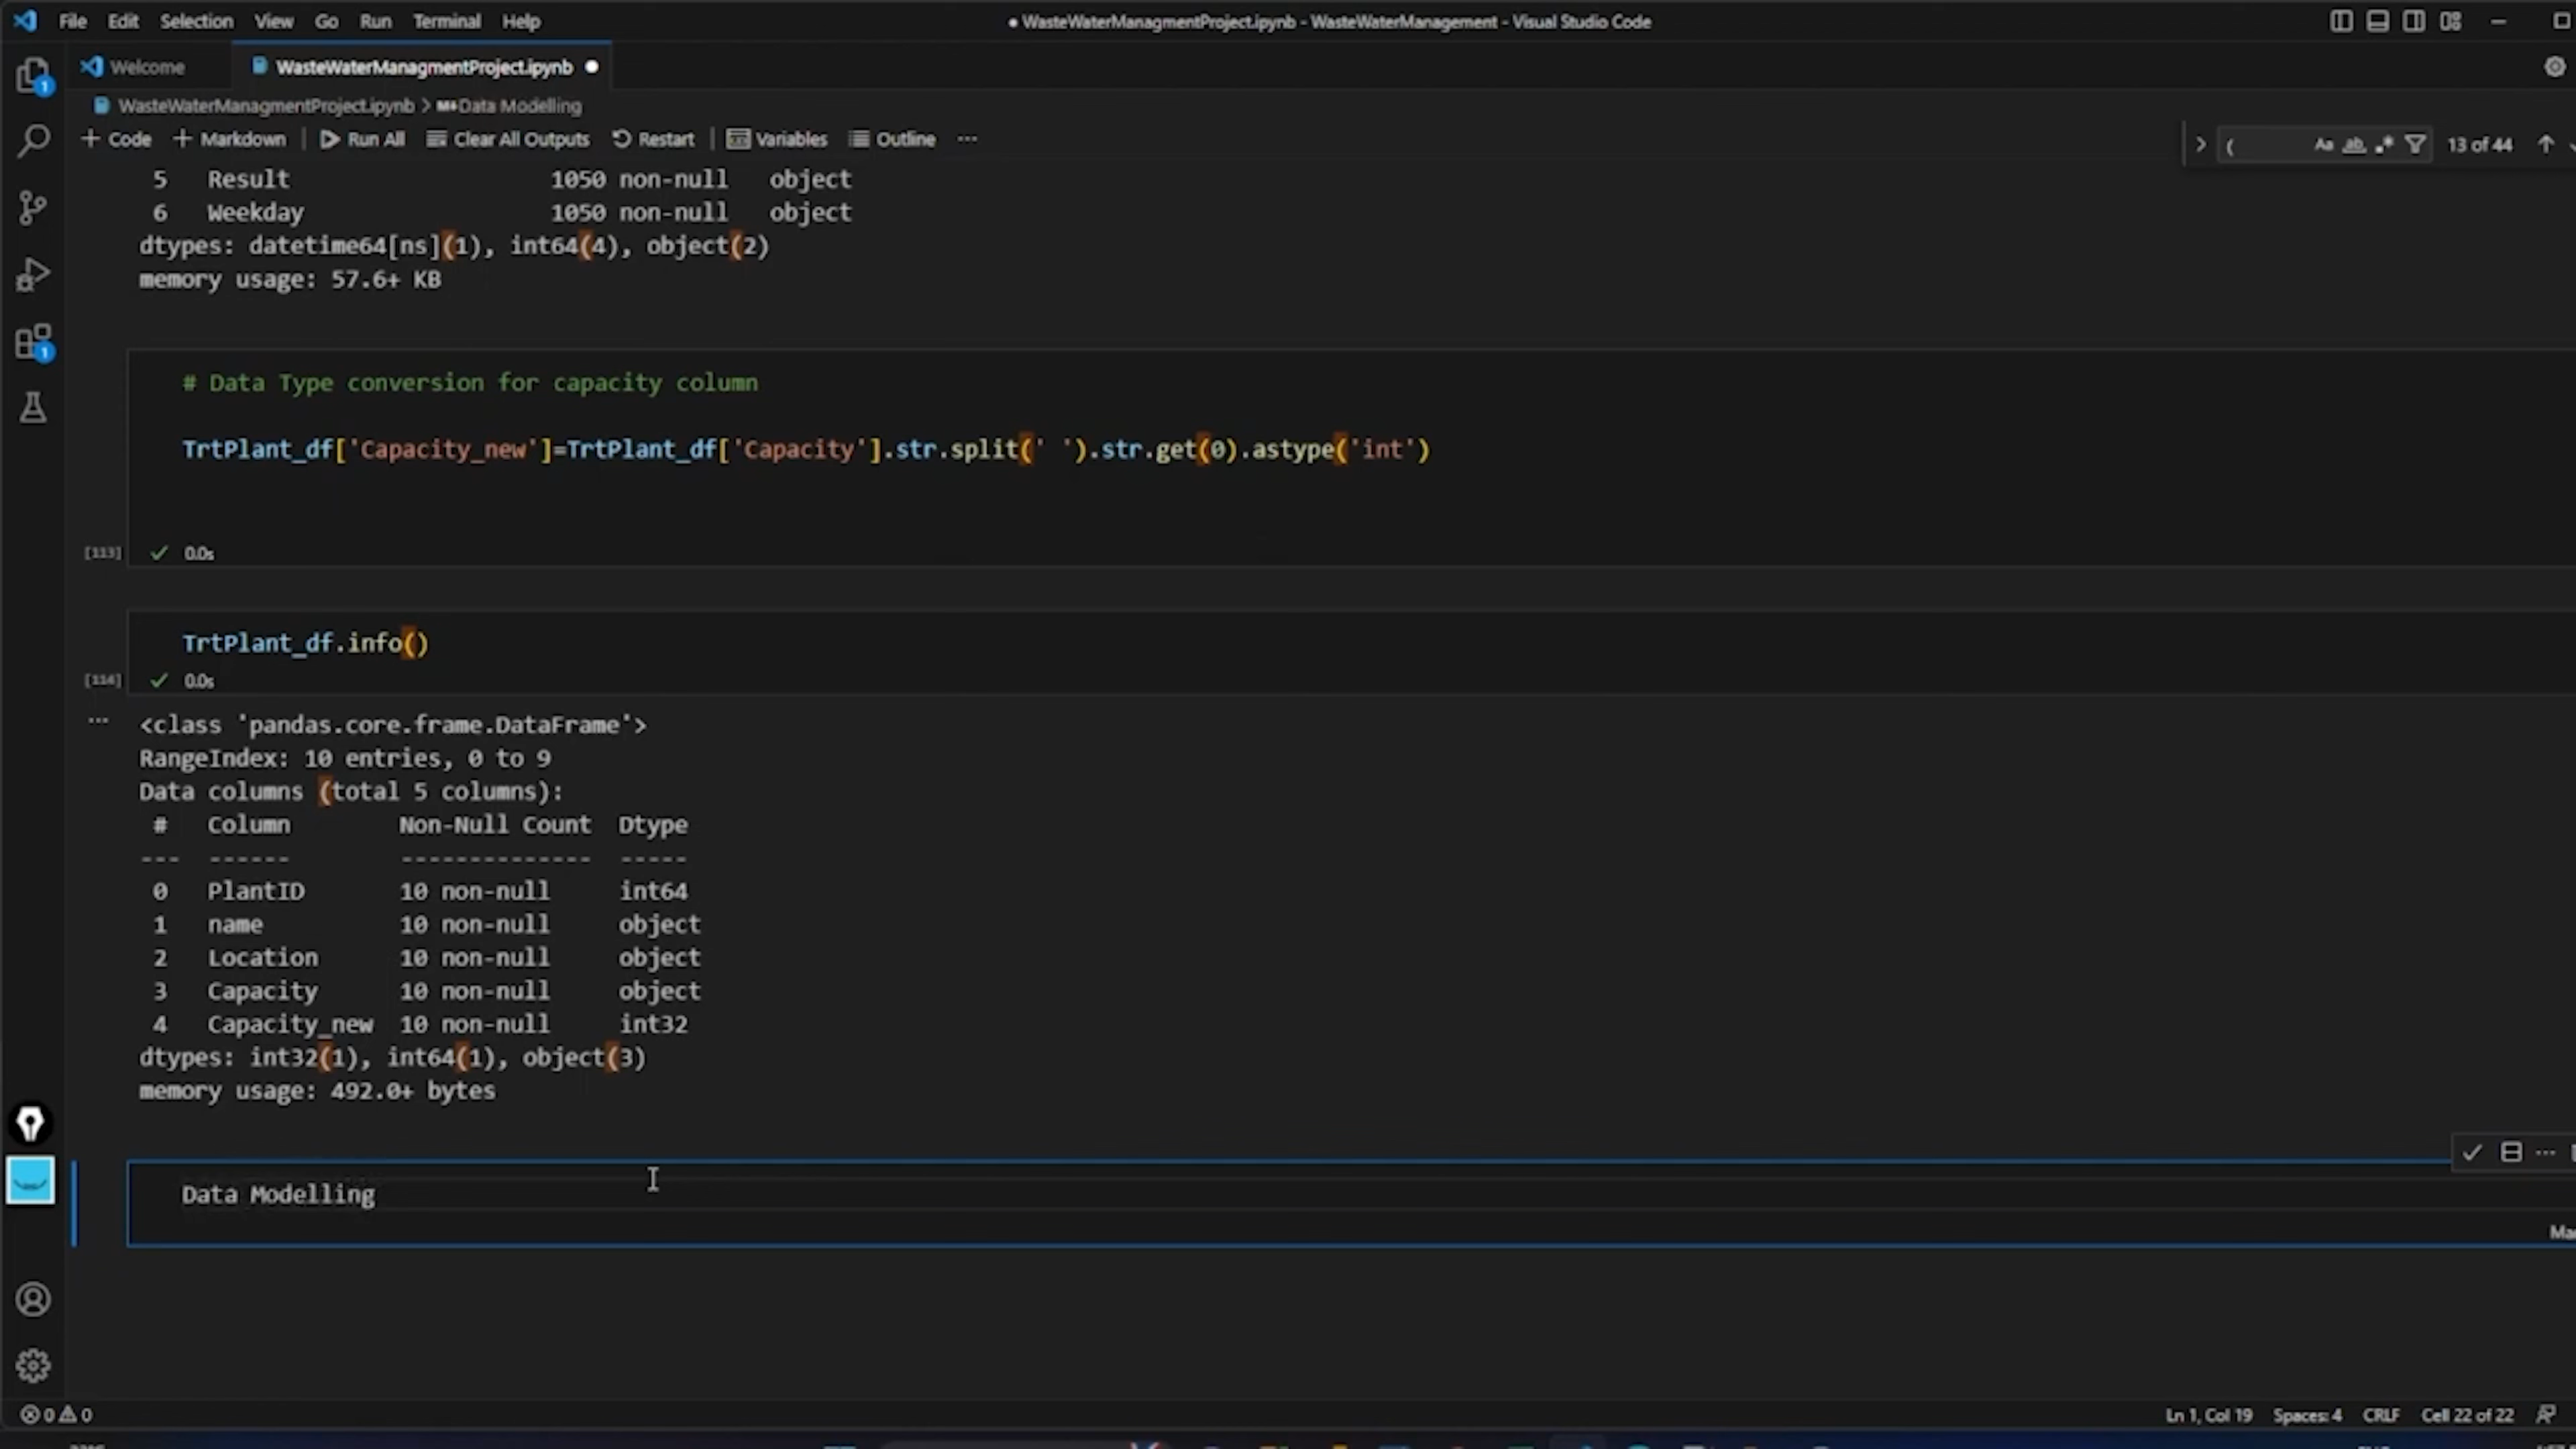 File Edit Selection View Go Run Terminal Help
● WasteWaterManagmentProject.ipynb - WasteWaterManagement - Visual Studio Code
Welcome
WasteWaterManagmentProject.ipynb ●
WasteWaterManagmentProject.ipynb > M↓Data Modelling
+ Code + Markdown | Run All Clear All Outputs Restart | Variables Outline ...
( Aa ab 13 of 44
5 Result 1050 non-null object
6 Weekday 1050 non-null object
dtypes: datetime64[ns](1), int64(4), object(2)
memory usage: 57.6+ KB
# Data Type conversion for capacity column
TrtPlant_df['Capacity_new']=TrtPlant_df['Capacity'].str.split(' ').str.get(0).astype('int')
[113] ✓ 0.0s
TrtPlant_df.info()
[114] ✓ 0.0s
... <class 'pandas.core.frame.DataFrame'>
RangeIndex: 10 entries, 0 to 9
Data columns (total 5 columns):
# Column Non-Null Count Dtype
--- ------ -------------- -----
0 PlantID 10 non-null int64
1 name 10 non-null object
2 Location 10 non-null object
3 Capacity 10 non-null object
4 Capacity_new 10 non-null int32
dtypes: int32(1), int64(1), object(3)
memory usage: 492.0+ bytes
Data Modelling
0 0
Ln 1, Col 19 Spaces: 4 CRLF Cell 22 of 22